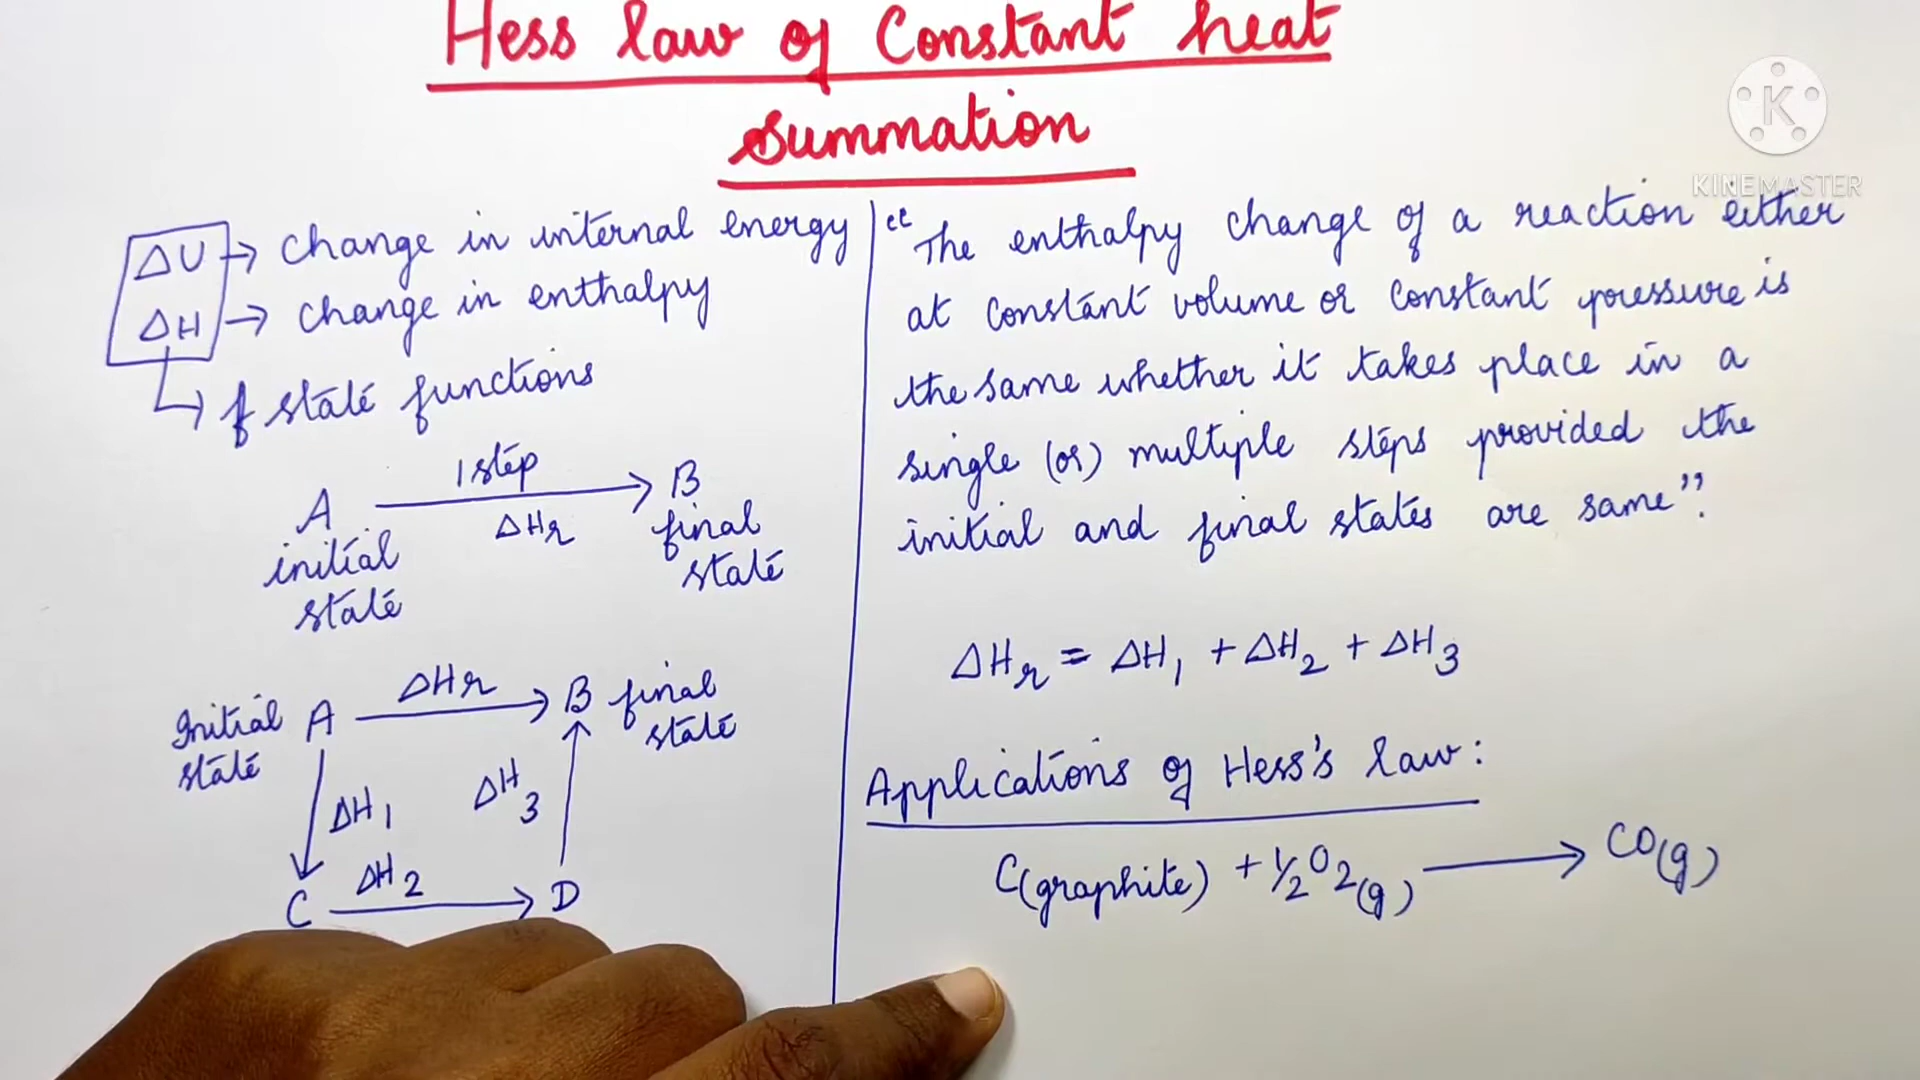 Hess law of Constant heat
summation
K
KINEMASTER
ΔU → change in internal energy
ΔH → change in enthalpy
state functions
A 1 step B
ΔHr
initial
state
final
state
Initial
state
A ΔHr B final
state
ΔH1 ΔH3
C ΔH2 D
"The enthalpy change of a reaction either
at constant volume or constant pressure is
the same whether it takes place in a
single (or) multiple steps provided the
initial and final states are same".
ΔHr = ΔH1 + ΔH2 + ΔH3
Applications of Hess's law:
C(graphite) + 1/2 O2(g) → CO(g)